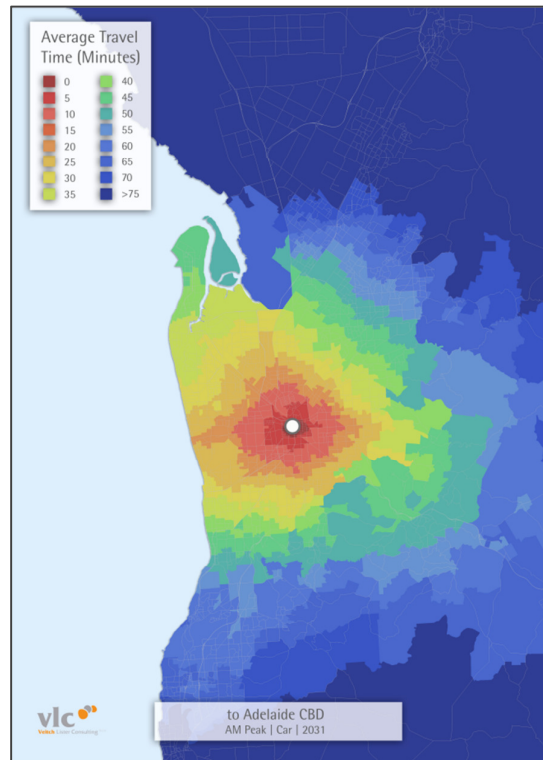 Average Travel
Time (Minutes)
0
5
10
15
20
25
30
35
40
45
50
55
60
65
70
>75
vlc
Veitch Lister Consulting
to Adelaide CBD
AM Peak | Car | 2031